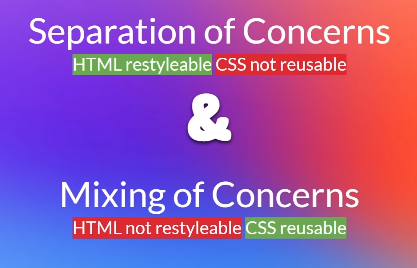 Separation of Concerns
HTML restyleable CSS not reusable
&
Mixing of Concerns
HTML not restyleable CSS reusable